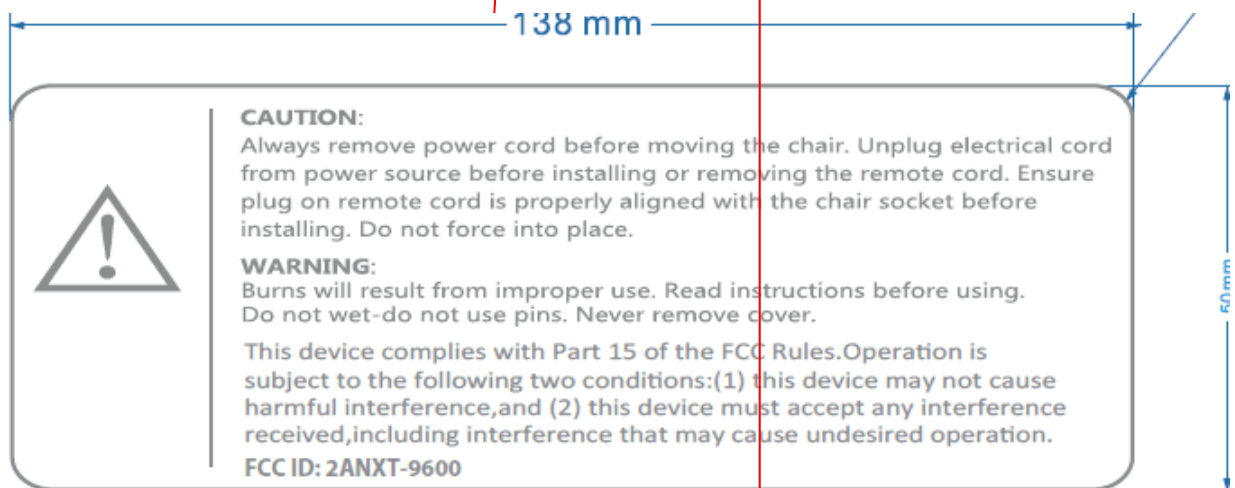 138 mm
CAUTION:
Always remove power cord before moving the chair. Unplug electrical cord
from power source before installing or removing the remote cord. Ensure
plug on remote cord is properly aligned with the chair socket before
installing. Do not force into place.
WARNING:
Burns will result from improper use. Read instructions before using.
Do not wet-do not use pins. Never remove cover.
This device complies with Part 15 of the FCC Rules.Operation is
subject to the following two conditions:(1) this device may not cause
harmful interference,and (2) this device must accept any interference
received,including interference that may cause undesired operation.
FCC ID: 2ANXT-9600
60mm